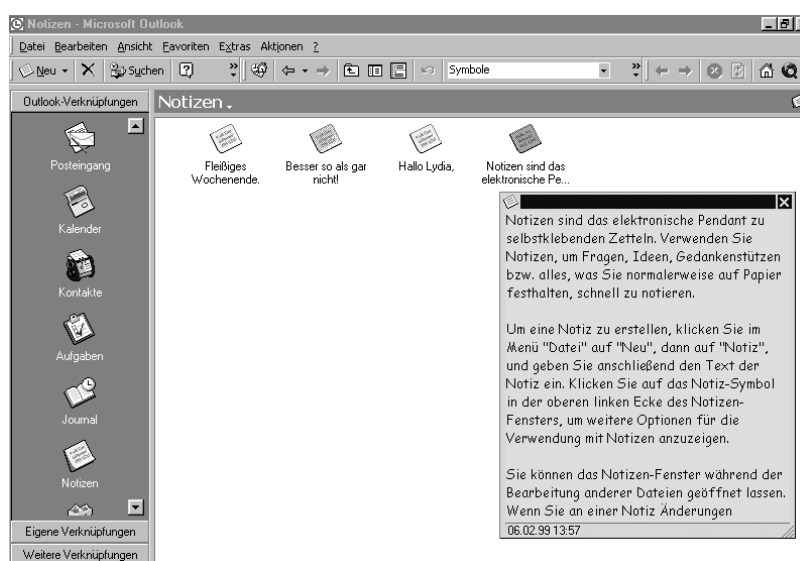 Notizen - Microsoft Outlook
Datei Bearbeiten Ansicht Favoriten Extras Aktionen ?
Neu Suchen Symbole
Outlook-Verknüpfungen
Notizen
Posteingang
Kalender
Kontakte
Aufgaben
Journal
Notizen
Eigene Verknüpfungen
Weitere Verknüpfungen
Fleißiges
Wochenende.
Besser so als gar
nicht!
Hallo Lydia,
Notizen sind das
elektronische Pe...
Notizen sind das elektronische Pendant zu
selbstklebenden Zetteln. Verwenden Sie
Notizen, um Fragen, Ideen, Gedankenstützen
bzw. alles, was Sie normalerweise auf Papier
festhalten, schnell zu notieren.
Um eine Notiz zu erstellen, klicken Sie im
Menü "Datei" auf "Neu", dann auf "Notiz",
und geben Sie anschließend den Text der
Notiz ein. Klicken Sie auf das Notiz-Symbol
in der oberen linken Ecke des Notizen-
Fensters, um weitere Optionen für die
Verwendung mit Notizen anzuzeigen.
Sie können das Notizen-Fenster während der
Bearbeitung anderer Dateien geöffnet lassen.
Wenn Sie an einer Notiz Änderungen
06.02.99 13:57